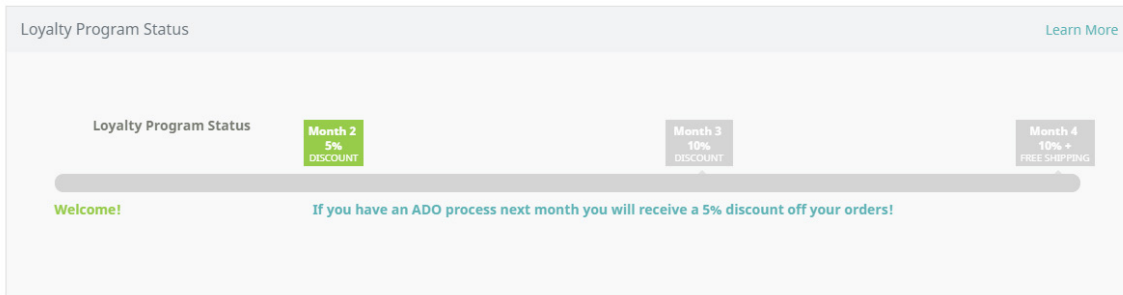 Loyalty Program Status
Learn More
Loyalty Program Status
Month 2
5%
DISCOUNT
Month 3
10%
DISCOUNT
Month 4
10% +
FREE SHIPPING
Welcome!
If you have an ADO process next month you will receive a 5% discount off your orders!